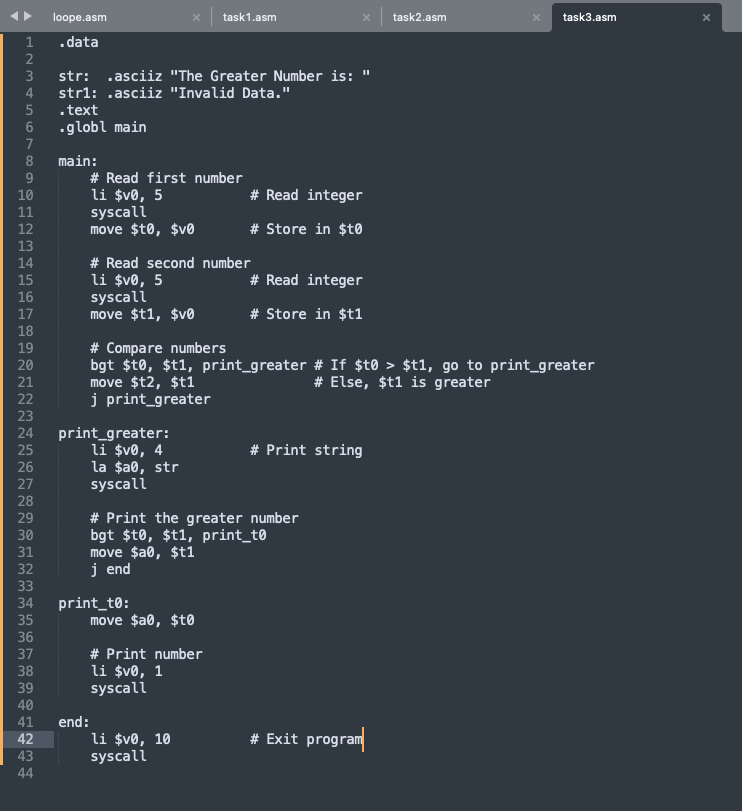 loope.asm × task1.asm × task2.asm × task3.asm ×
1 .data
2
3 str:  .asciiz "The Greater Number is: "
4 str1: .asciiz "Invalid Data."
5 .text
6 .globl main
7
8 main:
9     # Read first number
10     li $v0, 5           # Read integer
11     syscall
12     move $t0, $v0       # Store in $t0
13
14     # Read second number
15     li $v0, 5           # Read integer
16     syscall
17     move $t1, $v0       # Store in $t1
18
19     # Compare numbers
20     bgt $t0, $t1, print_greater # If $t0 > $t1, go to print_greater
21     move $t2, $t1               # Else, $t1 is greater
22     j print_greater
23
24 print_greater:
25     li $v0, 4           # Print string
26     la $a0, str
27     syscall
28
29     # Print the greater number
30     bgt $t0, $t1, print_t0
31     move $a0, $t1
32     j end
33
34 print_t0:
35     move $a0, $t0
36
37     # Print number
38     li $v0, 1
39     syscall
40
41 end:
42     li $v0, 10          # Exit program
43     syscall
44